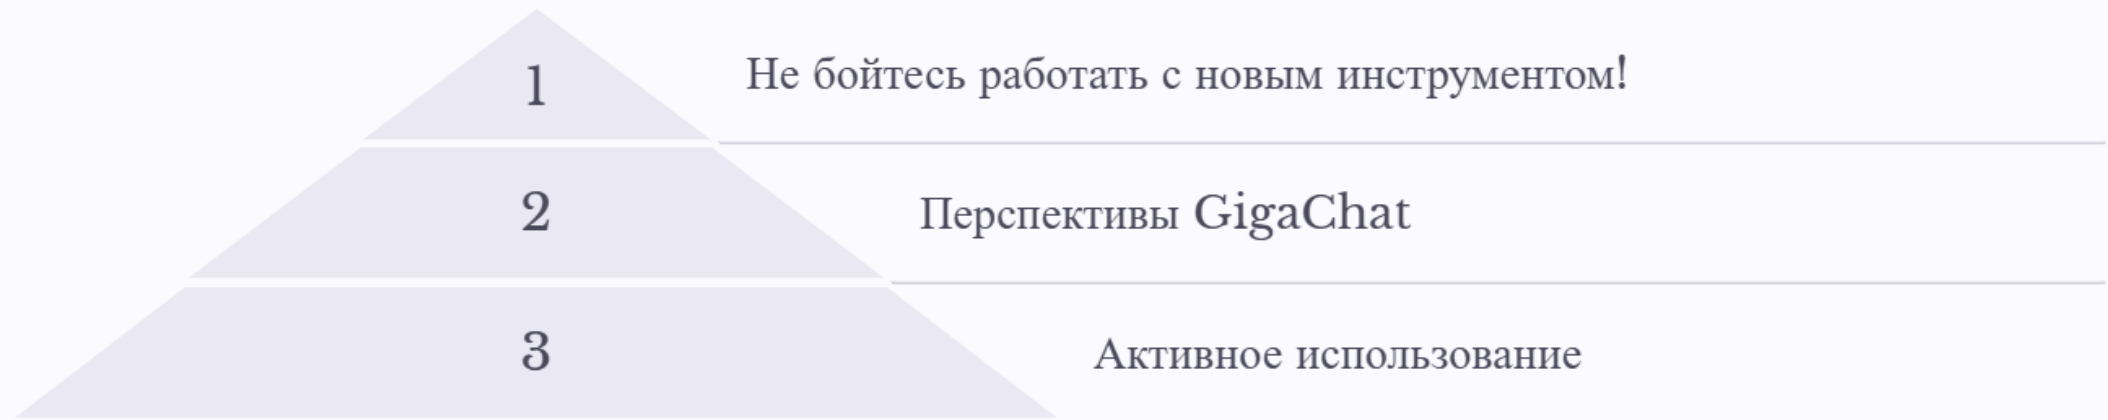 1
Не бойтесь работать с новым инструментом!
2
Перспективы GigaChat
3
Активное использование